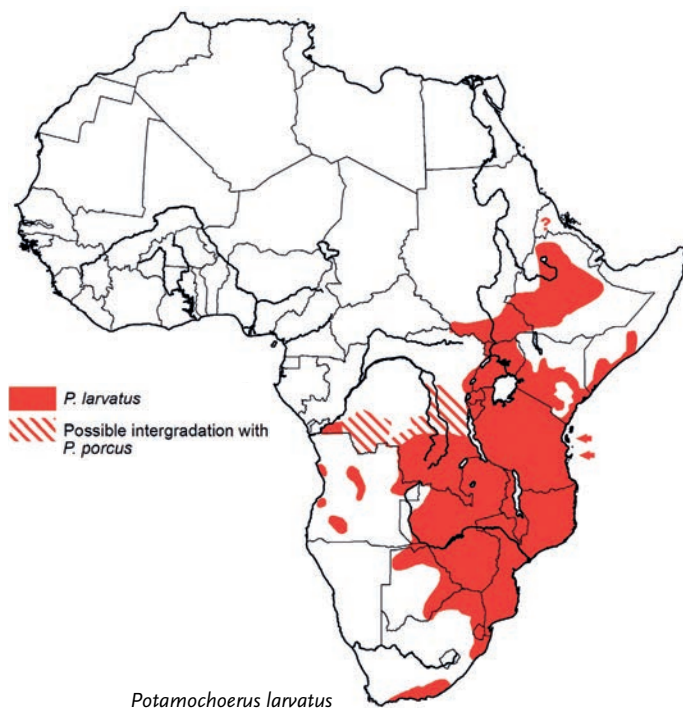 ?
P. larvatus
Possible intergradation with
P. porcus
Potamochoerus larvatus